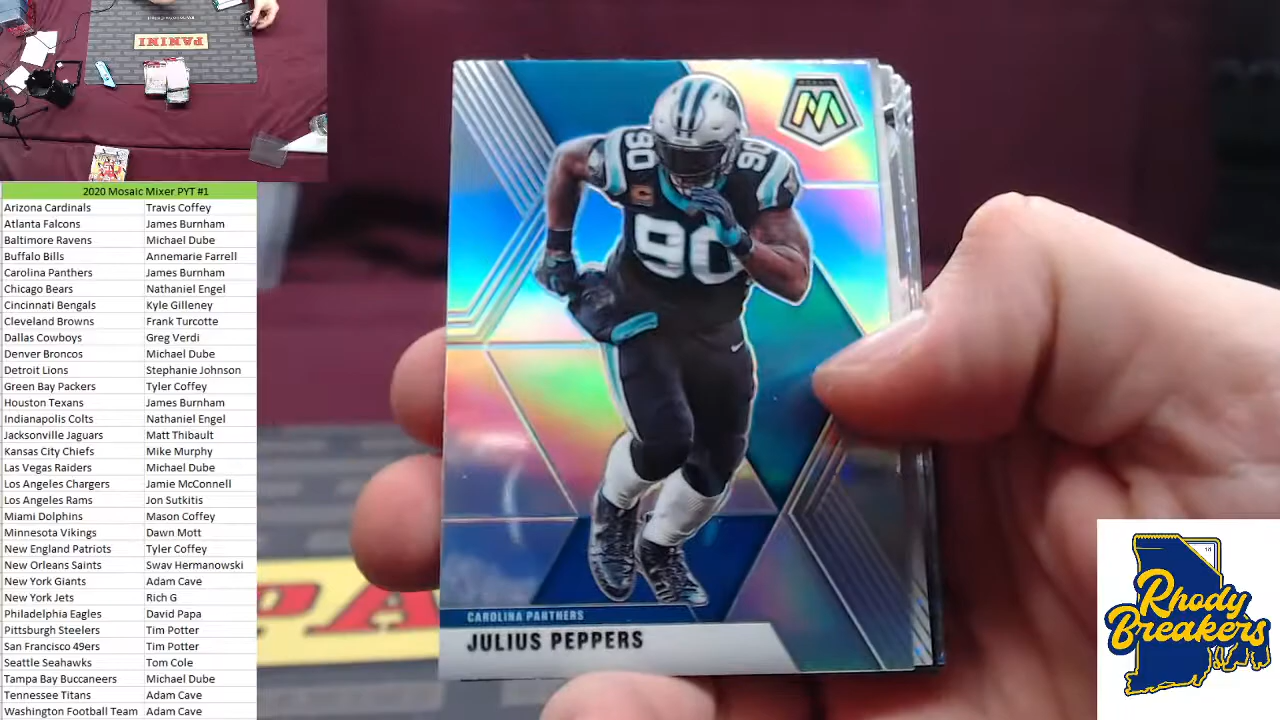 PANINI
2020 Mosaic Mixer PYT #1
Arizona Cardinals Travis Coffey
Atlanta Falcons James Burnham
Baltimore Ravens Michael Dube
Buffalo Bills Annemarie Farrell
Carolina Panthers James Burnham
Chicago Bears Nathaniel Engel
Cincinnati Bengals Kyle Gilleney
Cleveland Browns Frank Turcotte
Dallas Cowboys Greg Verdi
Denver Broncos Michael Dube
Detroit Lions Stephanie Johnson
Green Bay Packers Tyler Coffey
Houston Texans James Burnham
Indianapolis Colts Nathaniel Engel
Jacksonville Jaguars Matt Thibault
Kansas City Chiefs Mike Murphy
Las Vegas Raiders Michael Dube
Los Angeles Chargers Jamie McConnell
Los Angeles Rams Jon Sutkitis
Miami Dolphins Mason Coffey
Minnesota Vikings Dawn Mott
New England Patriots Tyler Coffey
New Orleans Saints Swav Hermanowski
New York Giants Adam Cave
New York Jets Rich G
Philadelphia Eagles David Papa
Pittsburgh Steelers Tim Potter
San Francisco 49ers Tim Potter
Seattle Seahawks Tom Cole
Tampa Bay Buccaneers Michael Dube
Tennessee Titans Adam Cave
Washington Football Team Adam Cave
MOSAIC
M
90 90
C
90
CAROLINA PANTHERS
JULIUS PEPPERS
PA
18
Rhody
Breakers